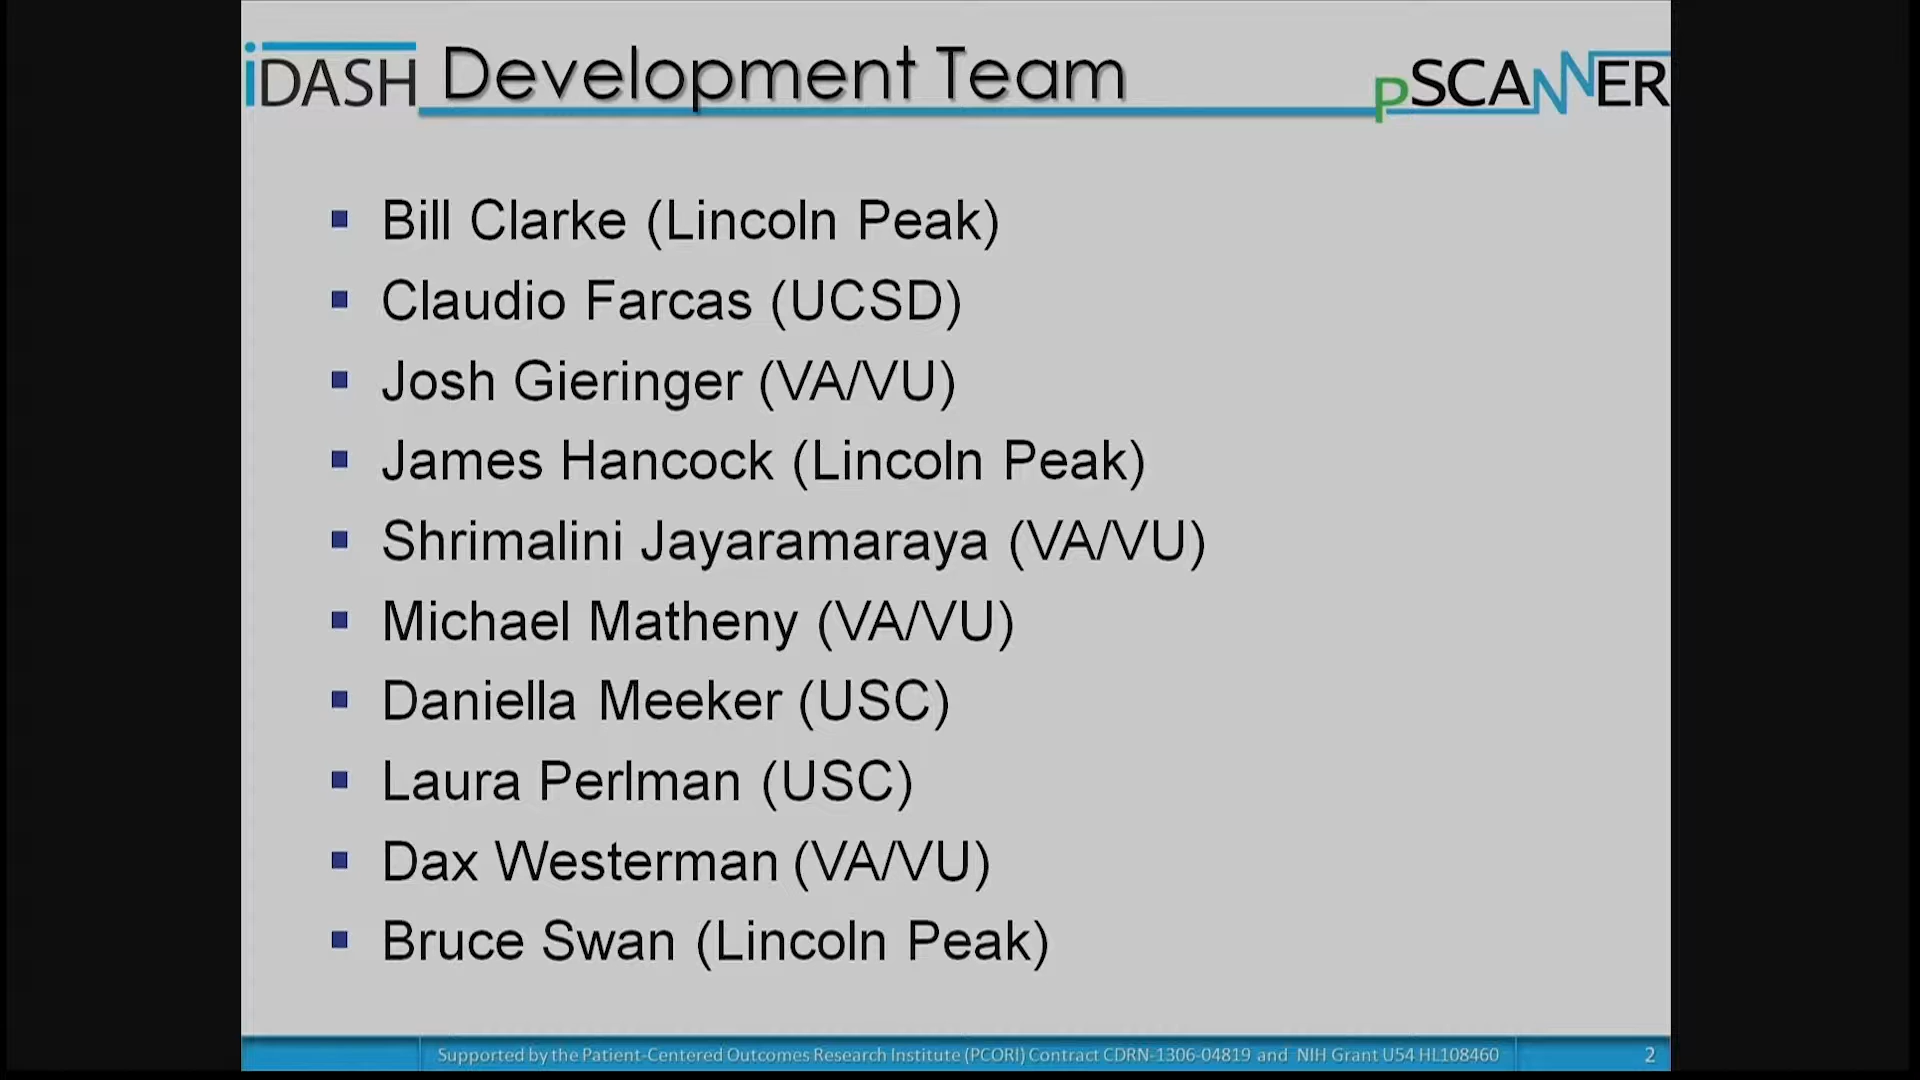 iDASH Development Team pSCANNER
Bill Clarke (Lincoln Peak)
Claudio Farcas (UCSD)
Josh Gieringer (VA/VU)
James Hancock (Lincoln Peak)
Shrimalini Jayaramaraya (VA/VU)
Michael Matheny (VA/VU)
Daniella Meeker (USC)
Laura Perlman (USC)
Dax Westerman (VA/VU)
Bruce Swan (Lincoln Peak)
Supported by the Patient-Centered Outcomes Research Institute (PCORI) Contract CDRN-1306-04819 and NIH Grant U54 HL108460 2